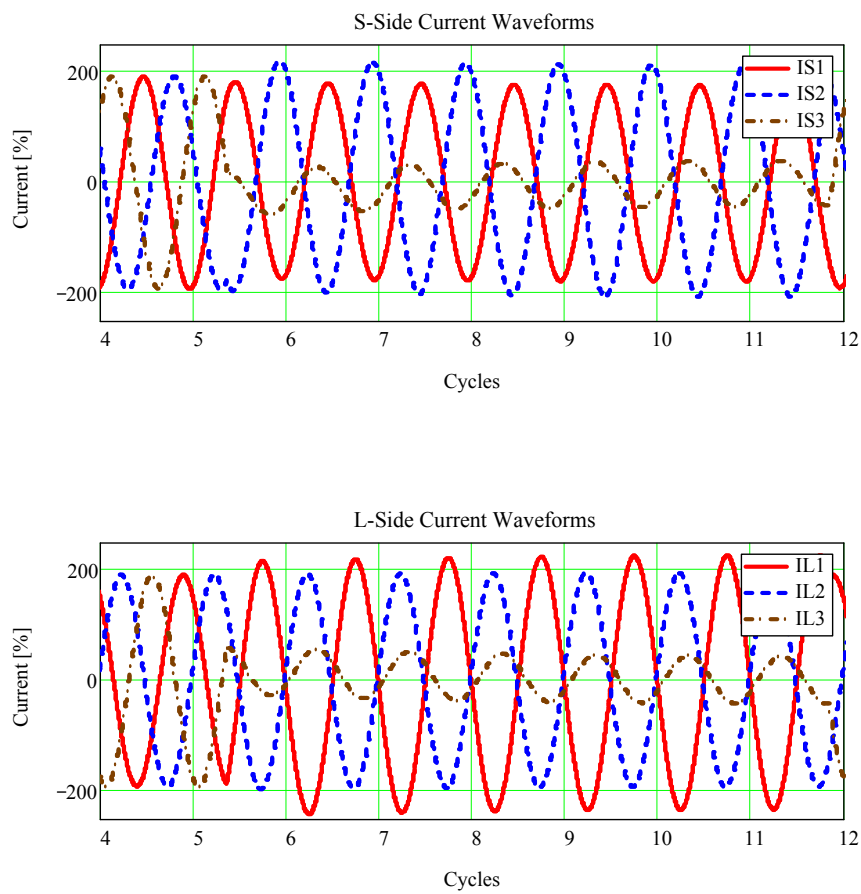 S-Side Current Waveforms
200
0
−200
Current [%]
IS1
IS2
IS3
4 5 6 7 8 9 10 11 12
Cycles
L-Side Current Waveforms
200
0
−200
Current [%]
IL1
IL2
IL3
4 5 6 7 8 9 10 11 12
Cycles